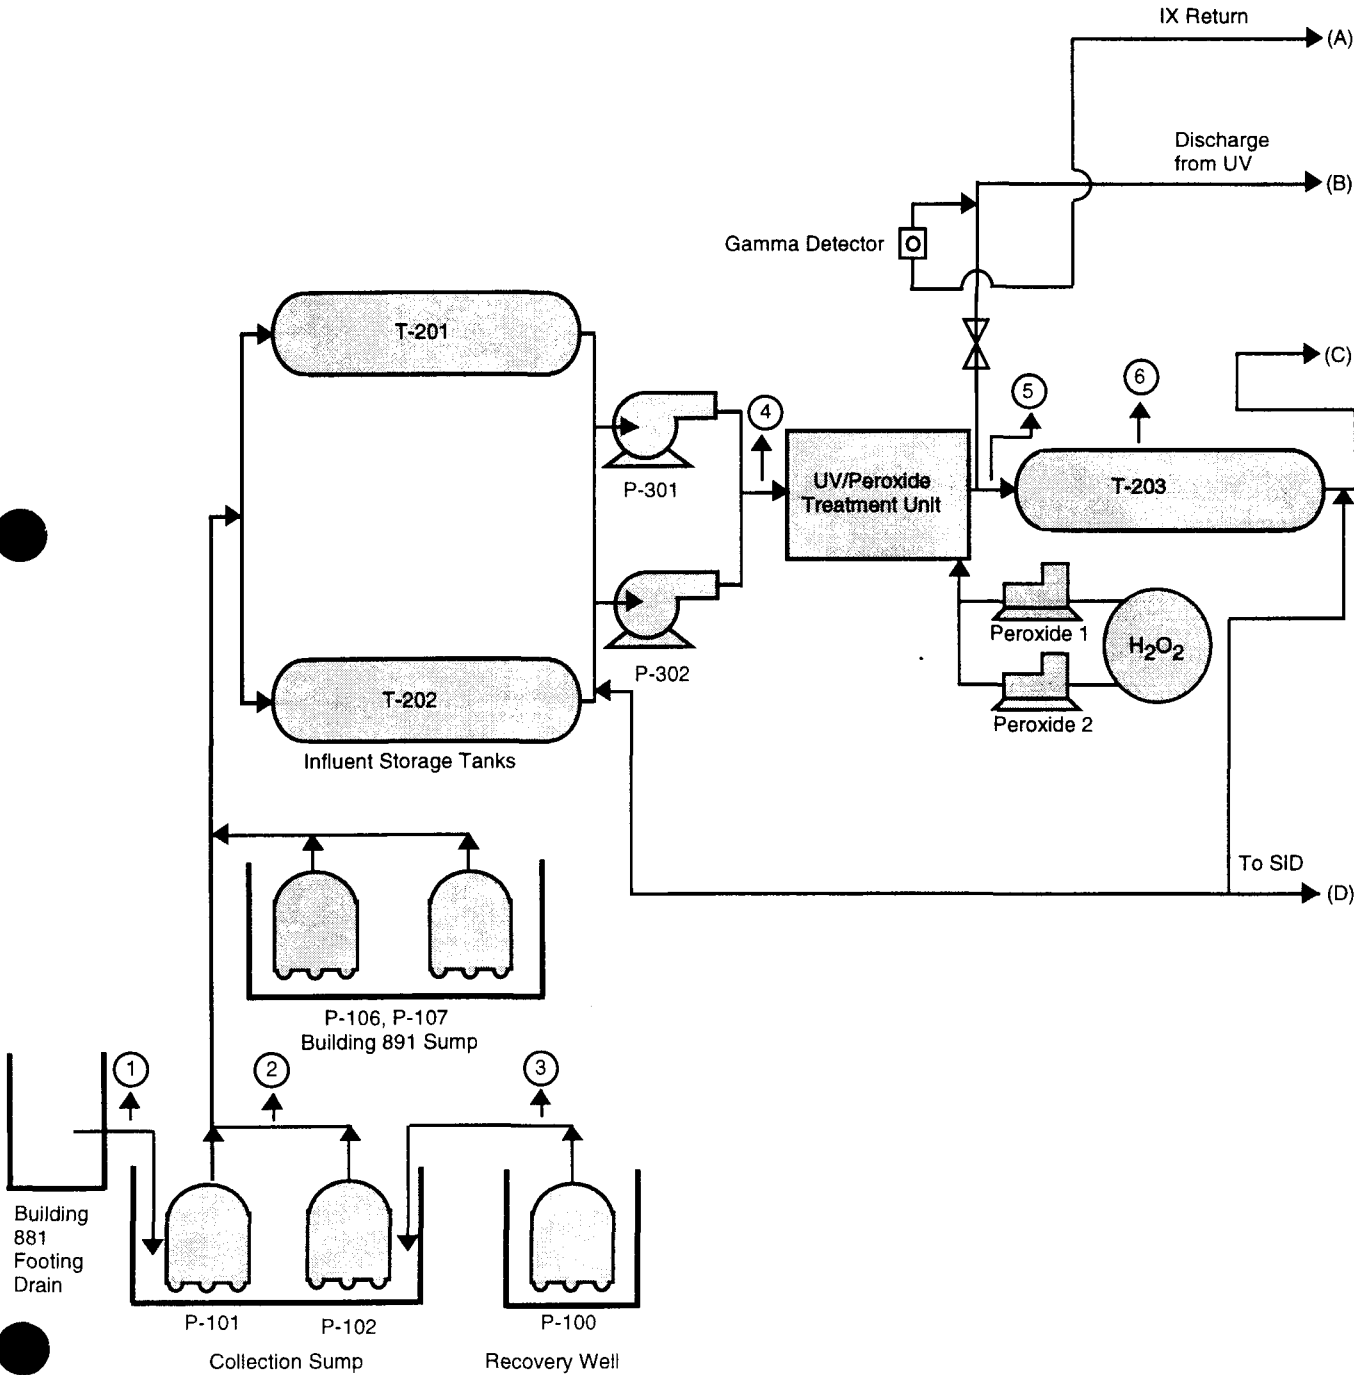 IX Return
(A)
Discharge
from UV
(B)
Gamma Detector
T-201
(C)
6
5
4
P-301
UV/Peroxide
Treatment Unit
T-203
P-302
Peroxide 1
H2O2
Peroxide 2
T-202
Influent Storage Tanks
To SID
(D)
P-106, P-107
Building 891 Sump
1
2
3
Building
881
Footing
Drain
P-101
P-102
P-100
Collection Sump
Recovery Well